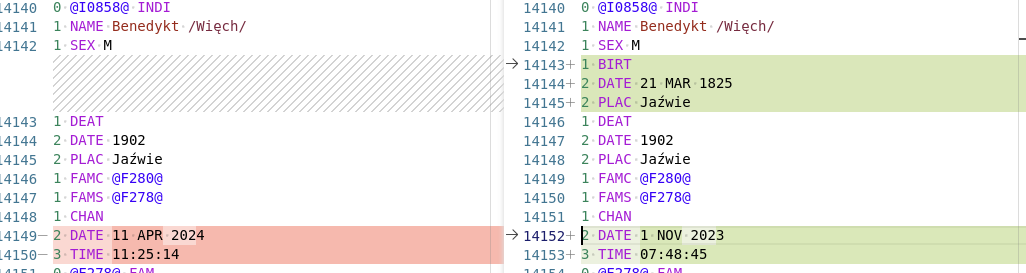 14140 0 @I0858@ INDI
14141 1 NAME Benedykt /Więch/
14142 1 SEX M
14143 1 DEAT
14144 2 DATE 1902
14145 2 PLAC Jaźwie
14146 1 FAMC @F280@
14147 1 FAMS @F278@
14148 1 CHAN
14149− 2 DATE 11 APR 2024
14150− 3 TIME 11:25:14
14151 0 @F278@ FAM
14140 0 @I0858@ INDI
14141 1 NAME Benedykt /Więch/
14142 1 SEX M
→ 14143+ 1 BIRT
14144+ 2 DATE 21 MAR 1825
14145+ 2 PLAC Jaźwie
14146 1 DEAT
14147 2 DATE 1902
14148 2 PLAC Jaźwie
14149 1 FAMC @F280@
14150 1 FAMS @F278@
14151 1 CHAN
→ 14152+ 2 DATE 1 NOV 2023
14153+ 3 TIME 07:48:45
14154 0 @F278@ FAM